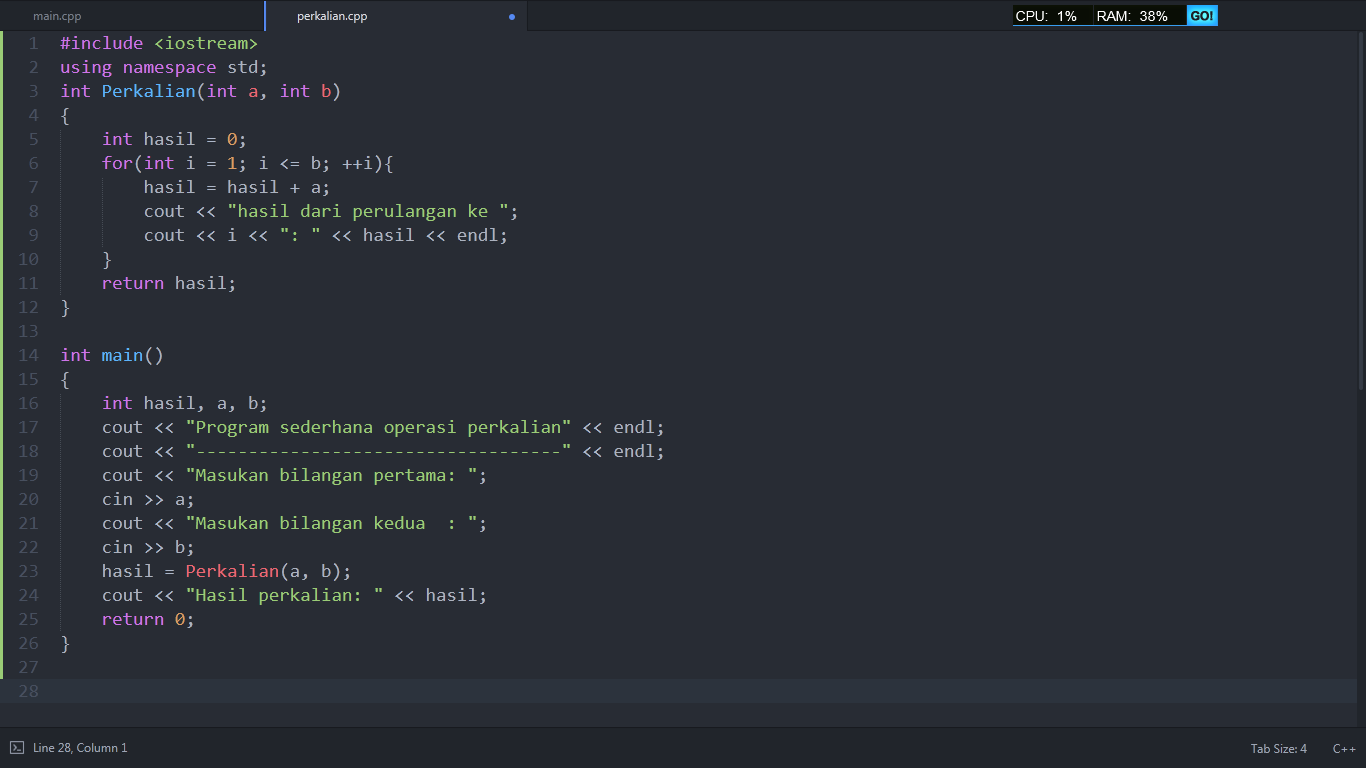 main.cpp perkalian.cpp CPU: 1% RAM: 38% GO!
1 #include <iostream>
2 using namespace std;
3 int Perkalian(int a, int b)
4 {
5     int hasil = 0;
6     for(int i = 1; i <= b; ++i){
7         hasil = hasil + a;
8         cout << "hasil dari perulangan ke ";
9         cout << i << ": " << hasil << endl;
10     }
11     return hasil;
12 }
13
14 int main()
15 {
16     int hasil, a, b;
17     cout << "Program sederhana operasi perkalian" << endl;
18     cout << "-----------------------------------" << endl;
19     cout << "Masukan bilangan pertama: ";
20     cin >> a;
21     cout << "Masukan bilangan kedua  : ";
22     cin >> b;
23     hasil = Perkalian(a, b);
24     cout << "Hasil perkalian: " << hasil;
25     return 0;
26 }
27
28
Line 28, Column 1 Tab Size: 4 C++